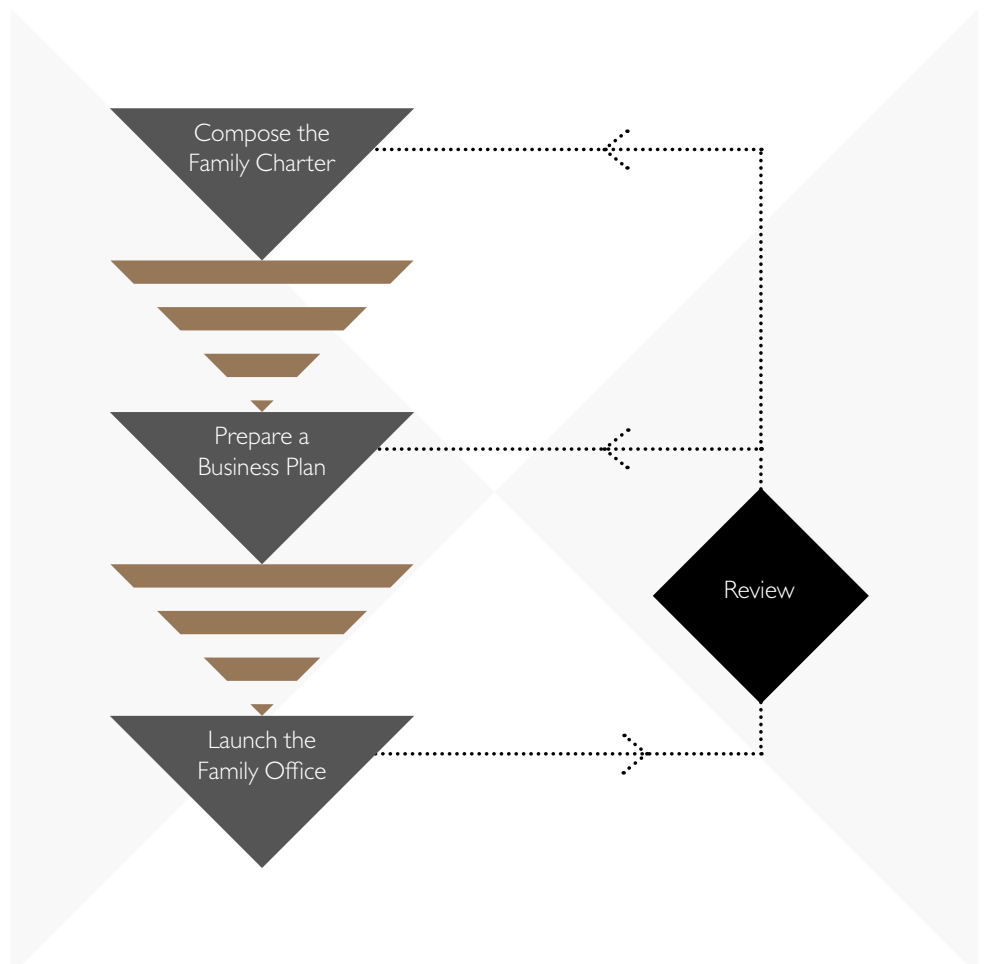 Compose the
Family Charter
Prepare a
Business Plan
Review
Launch the
Family Office